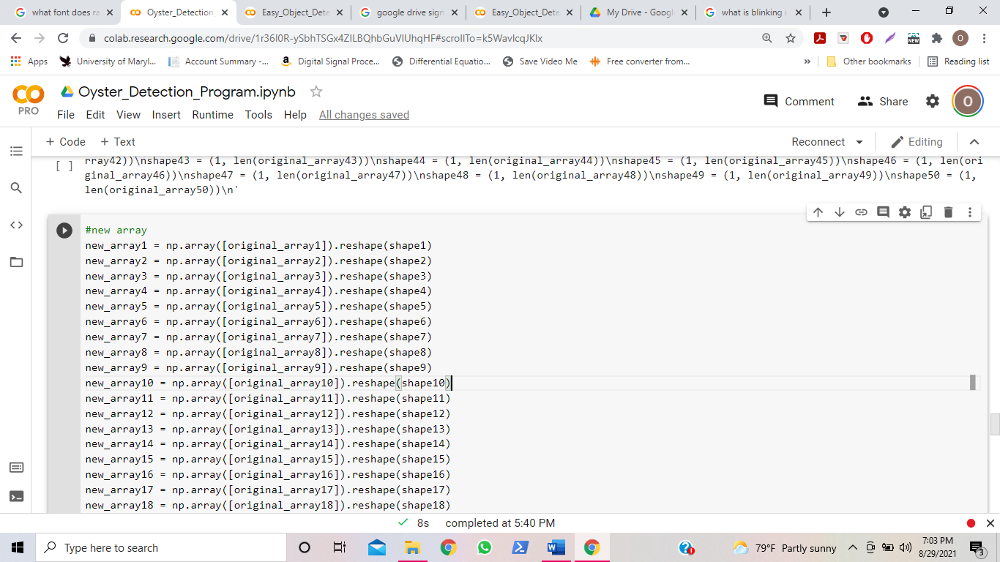 what font does ra
Oyster_Detection
Easy_Object_Dete
google drive sign
Easy_Object_Dete
My Drive - Googl
what is blinking i
colab.research.google.com/drive/1r36I0R-ySbhTSGx4ZILBQhbGuVlUhqHF#scrollTo=k5WavIcqJKlx
NEW
O
Apps
University of Maryl...
Account Summary -...
Digital Signal Proce...
Differential Equatio...
Save Video Me
Free converter from...
»
Other bookmarks
Reading list
PRO
Oyster_Detection_Program.ipynb
Comment
Share
O
File Edit View Insert Runtime Tools Help All changes saved
+ Code + Text
Reconnect
Editing
rray42))\nshape43 = (1, len(original_array43))\nshape44 = (1, len(original_array44))\nshape45 = (1, len(original_array45))\nshape46 = (1, len(ori
[ ]
ginal_array46))\nshape47 = (1, len(original_array47))\nshape48 = (1, len(original_array48))\nshape49 = (1, len(original_array49))\nshape50 = (1,
len(original_array50))\n'
#new array
new_array1 = np.array([original_array1]).reshape(shape1)
new_array2 = np.array([original_array2]).reshape(shape2)
new_array3 = np.array([original_array3]).reshape(shape3)
new_array4 = np.array([original_array4]).reshape(shape4)
new_array5 = np.array([original_array5]).reshape(shape5)
new_array6 = np.array([original_array6]).reshape(shape6)
new_array7 = np.array([original_array7]).reshape(shape7)
new_array8 = np.array([original_array8]).reshape(shape8)
new_array9 = np.array([original_array9]).reshape(shape9)
new_array10 = np.array([original_array10]).reshape(shape10)
new_array11 = np.array([original_array11]).reshape(shape11)
new_array12 = np.array([original_array12]).reshape(shape12)
new_array13 = np.array([original_array13]).reshape(shape13)
new_array14 = np.array([original_array14]).reshape(shape14)
new_array15 = np.array([original_array15]).reshape(shape15)
new_array16 = np.array([original_array16]).reshape(shape16)
new_array17 = np.array([original_array17]).reshape(shape17)
new_array18 = np.array([original_array18]).reshape(shape18)
8s completed at 5:40 PM
Type here to search
79°F Partly sunny
7:03 PM
8/29/2021
3